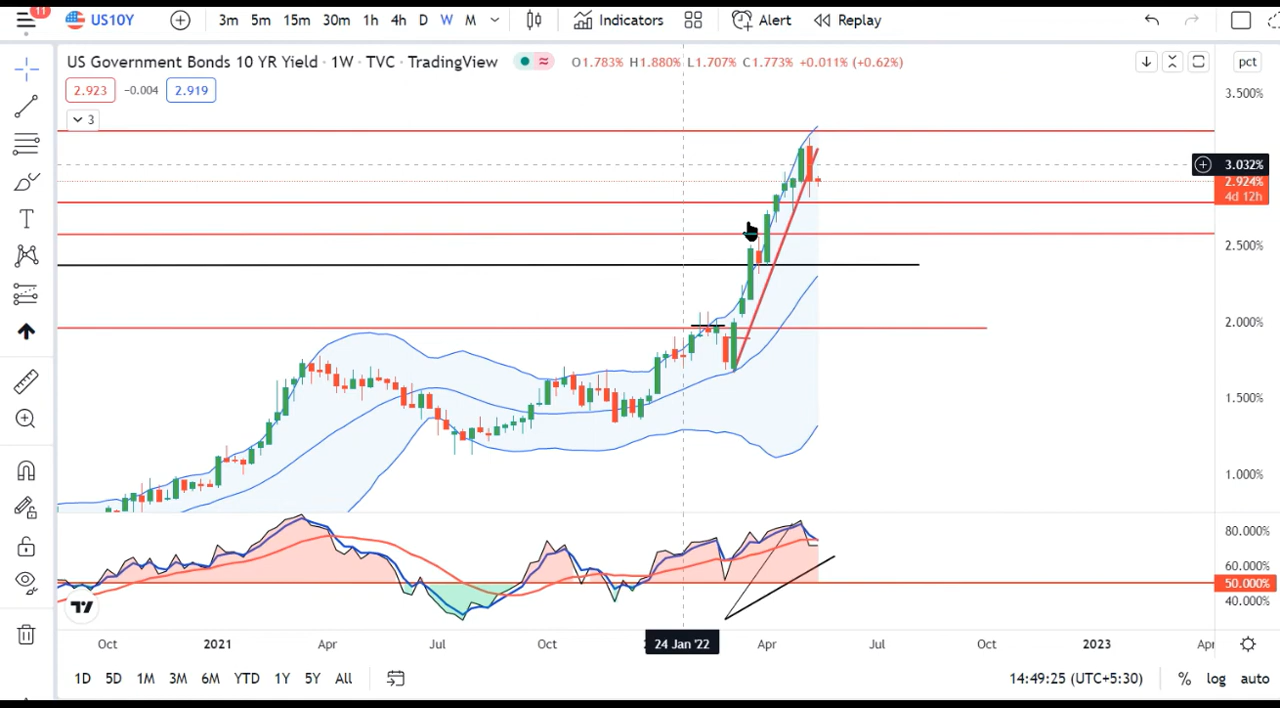 11 US10Y 3m 5m 15m 30m 1h 4h D W M Indicators Alert Replay
US Government Bonds 10 YR Yield · 1W · TVC · TradingView O1.783% H1.880% L1.707% C1.773% +0.011% (+0.62%) pct
2.923 −0.004 2.919
3
3.500%
3.032%
2.924%
4d 12h
2.500%
2.000%
1.500%
1.000%
80.000%
60.000%
50.000%
40.000%
Oct 2021 Apr Jul Oct 24 Jan '22 Apr Jul Oct 2023 Apr
1D 5D 1M 3M 6M YTD 1Y 5Y All 14:49:25 (UTC+5:30) % log auto